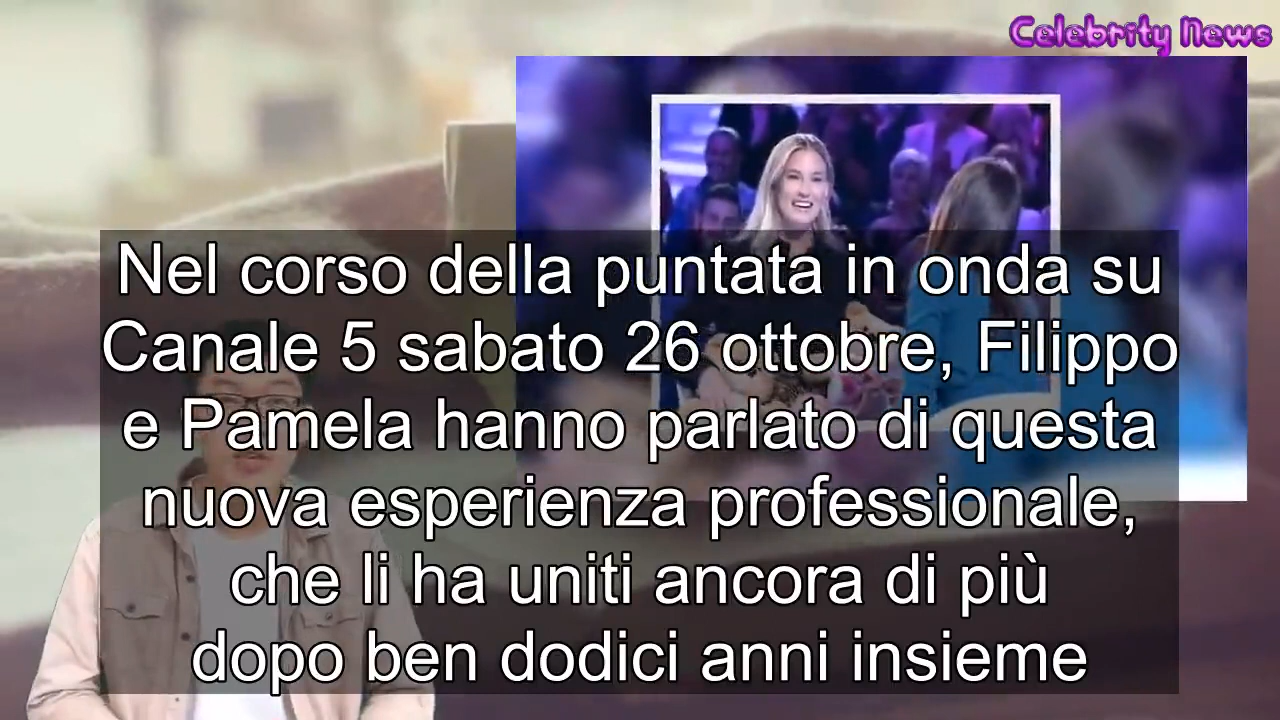 Celebrity News
Nel corso della puntata in onda su
Canale 5 sabato 26 ottobre, Filippo
e Pamela hanno parlato di questa
nuova esperienza professionale,
che li ha uniti ancora di più
dopo ben dodici anni insieme